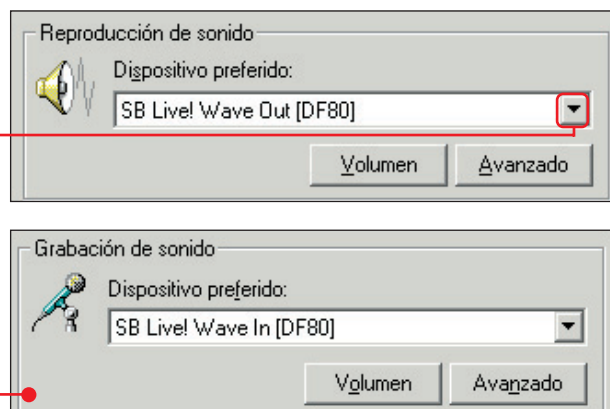 Reproducción de sonido
Dispositivo preferido:
SB Live! Wave Out [DF80]
Volumen Avanzado
Grabación de sonido
Dispositivo preferido:
SB Live! Wave In [DF80]
Volumen Avanzado